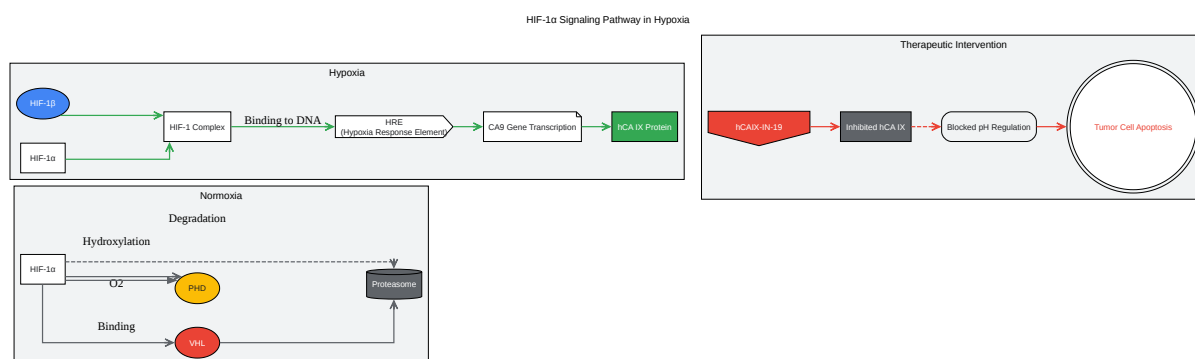 HIF-1α Signaling Pathway in Hypoxia
Hypoxia
HIF-1β
HIF-1α
HIF-1 Complex
Binding to DNA
HRE
(Hypoxia Response Element)
CA9 Gene Transcription
hCA IX Protein
Therapeutic Intervention
hCAIX-IN-19
Inhibited hCA IX
Blocked pH Regulation
Tumor Cell Apoptosis
Normoxia
Degradation
Hydroxylation
HIF-1α
O2
PHD
Proteasome
Binding
VHL